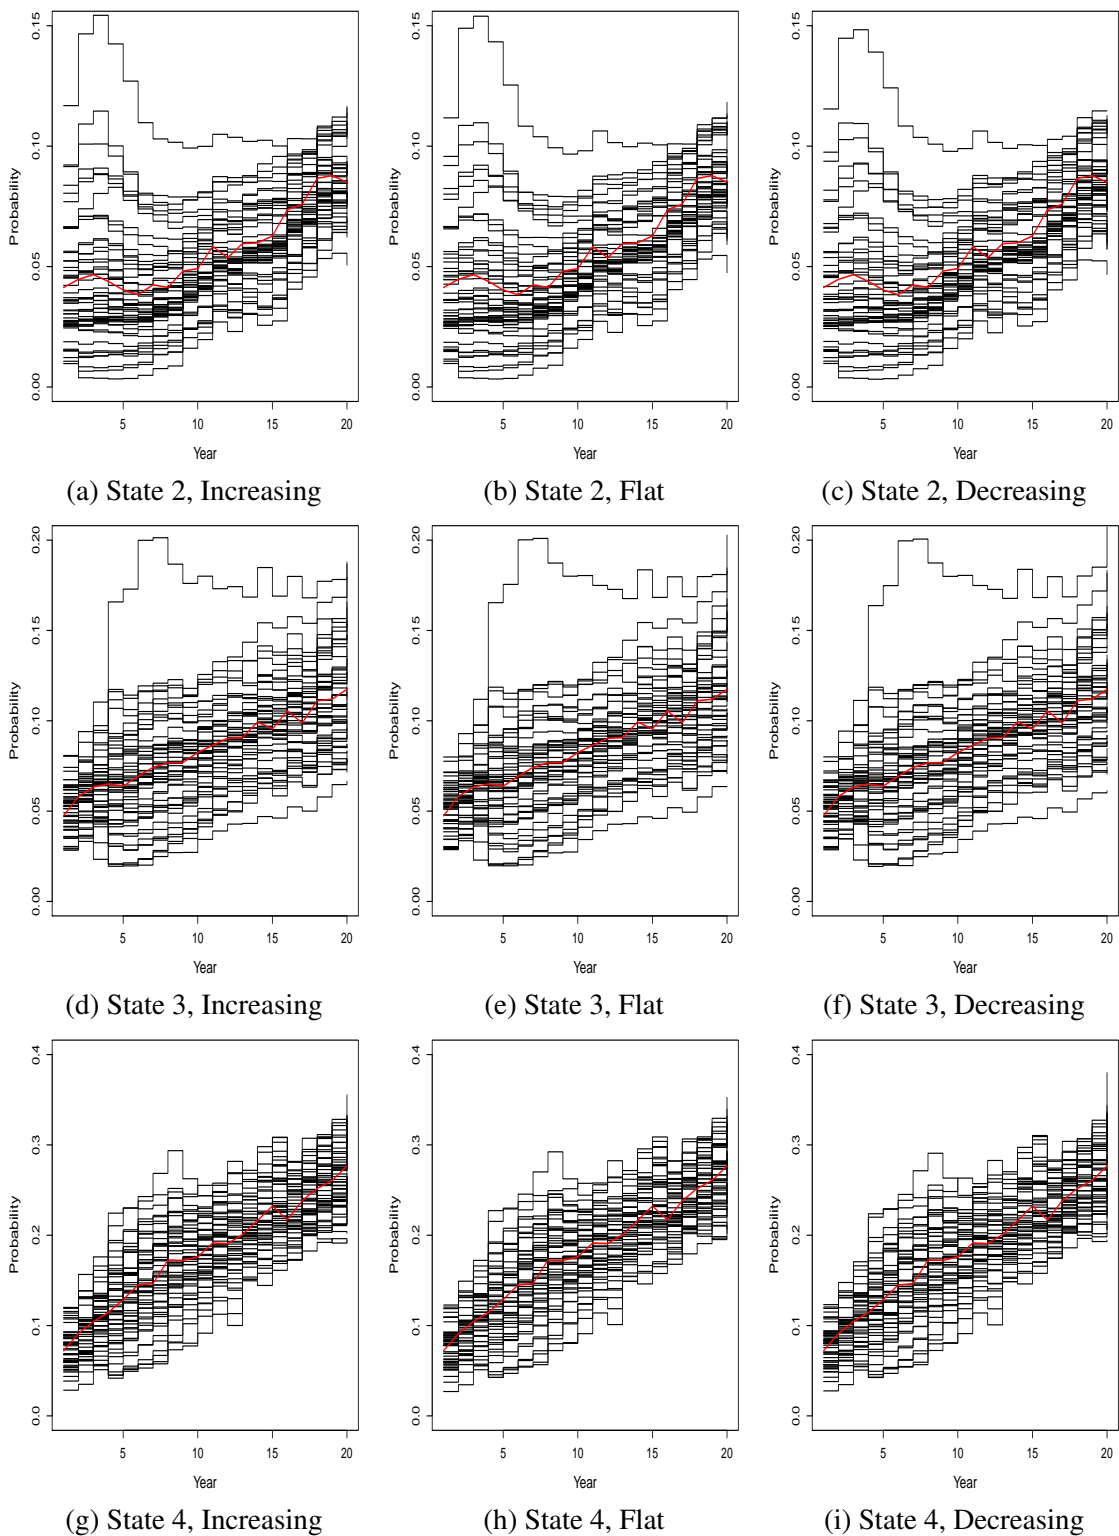 Probability
0.15
0.10
0.05
0.00
5
10
15
20
Year
(a) State 2, Increasing
Probability
0.15
0.10
0.05
0.00
5
10
15
20
Year
(b) State 2, Flat
Probability
0.15
0.10
0.05
0.00
5
10
15
20
Year
(c) State 2, Decreasing
Probability
0.20
0.15
0.10
0.05
0.00
5
10
15
20
Year
(d) State 3, Increasing
Probability
0.20
0.15
0.10
0.05
0.00
5
10
15
20
Year
(e) State 3, Flat
Probability
0.20
0.15
0.10
0.05
0.00
5
10
15
20
Year
(f) State 3, Decreasing
Probability
0.4
0.3
0.2
0.1
0.0
5
10
15
20
Year
(g) State 4, Increasing
Probability
0.4
0.3
0.2
0.1
0.0
5
10
15
20
Year
(h) State 4, Flat
Probability
0.4
0.3
0.2
0.1
0.0
5
10
15
20
Year
(i) State 4, Decreasing